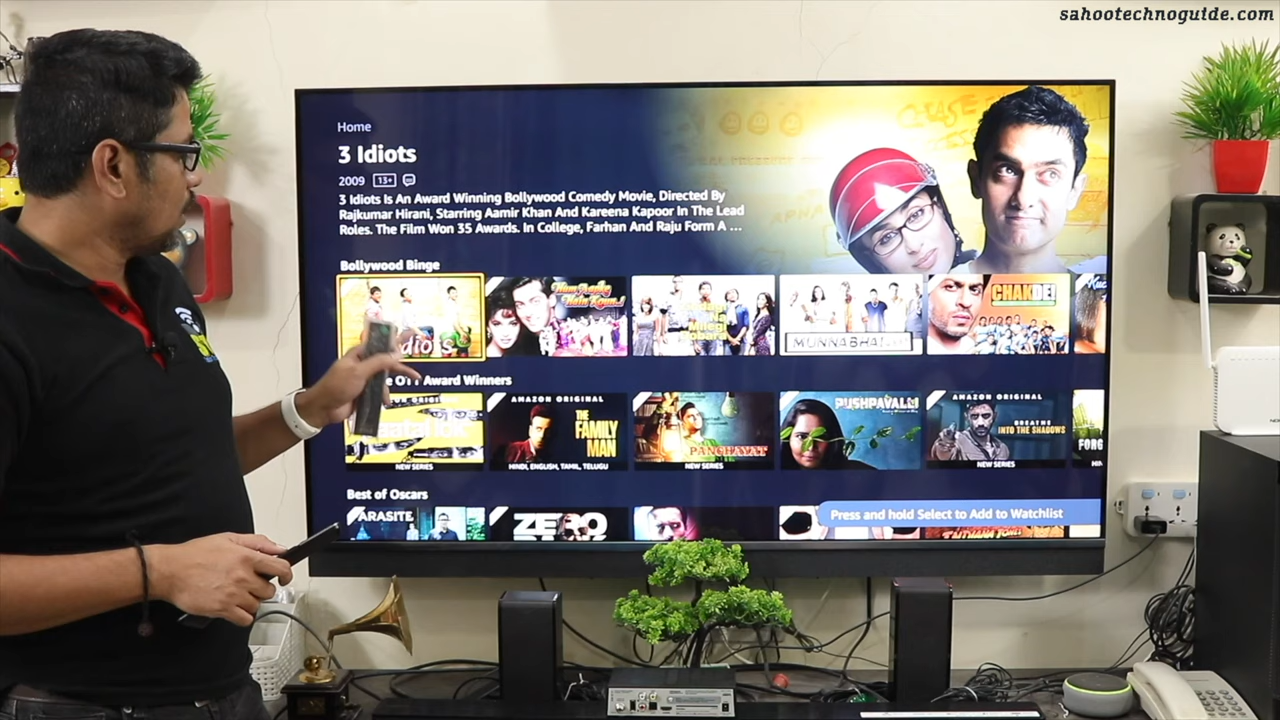 sahootechnoguide.com
Home
3 Idiots
2009 13+
3 Idiots Is An Award Winning Bollywood Comedy Movie, Directed By
Rajkumar Hirani, Starring Aamir Khan And Kareena Kapoor In The Lead
Roles. The Film Won 35 Awards. In College, Farhan And Raju Form A ...
Bollywood Binge
CHAKDE!
MUNNABHAI
Award Winners
AMAZON ORIGINAL
THE
FAMILY
MAN
HINDI, ENGLISH, TAMIL, TELUGU
NEW SERIES
PANCHAYAT
NEW SERIES
PUSHPAVALLI
AMAZON ORIGINAL
BREATHE
INTO THE SHADOWS
NEW SERIES
FORG
Best of Oscars
ARASITE
ZERO
Press and hold Select to Add to Watchlist